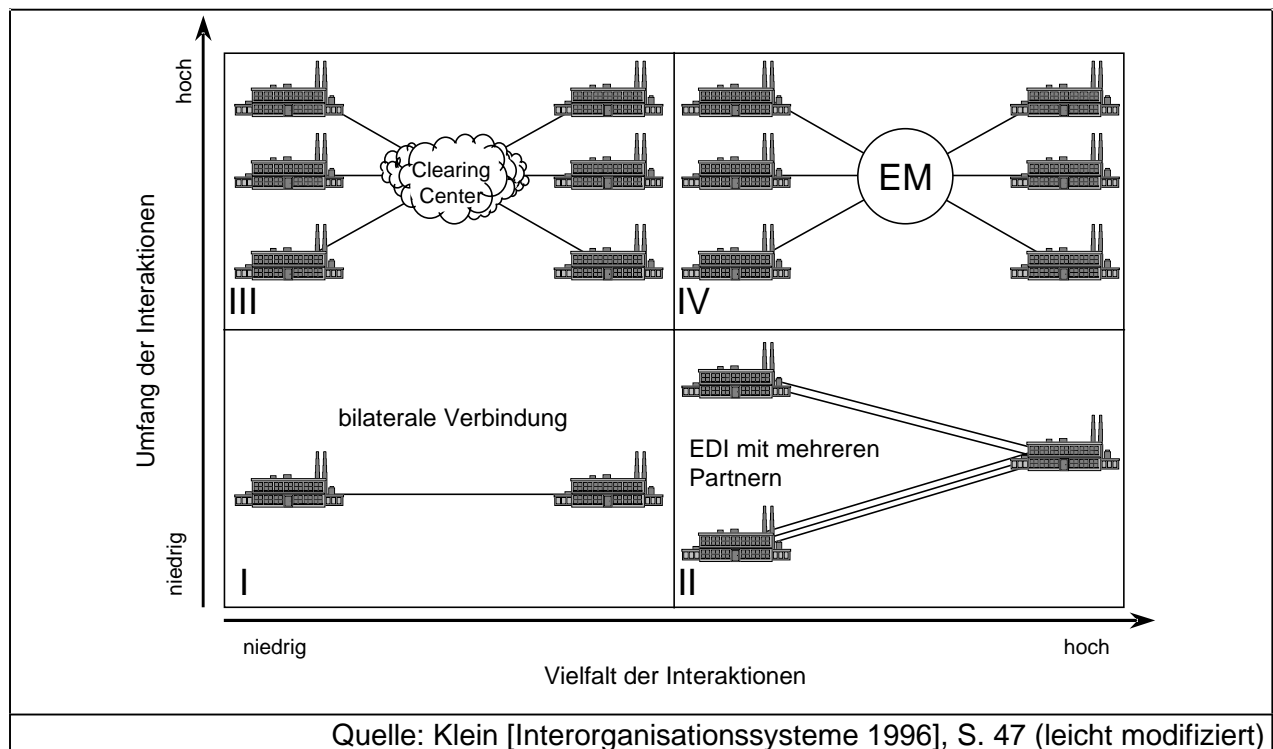 Umfang der Interaktionen
hoch
niedrig
Clearing
Center
III
EM
IV
bilaterale Verbindung
I
EDI mit mehreren
Partnern
II
niedrig
hoch
Vielfalt der Interaktionen
Quelle: Klein [Interorganisationssysteme 1996], S. 47 (leicht modifiziert)